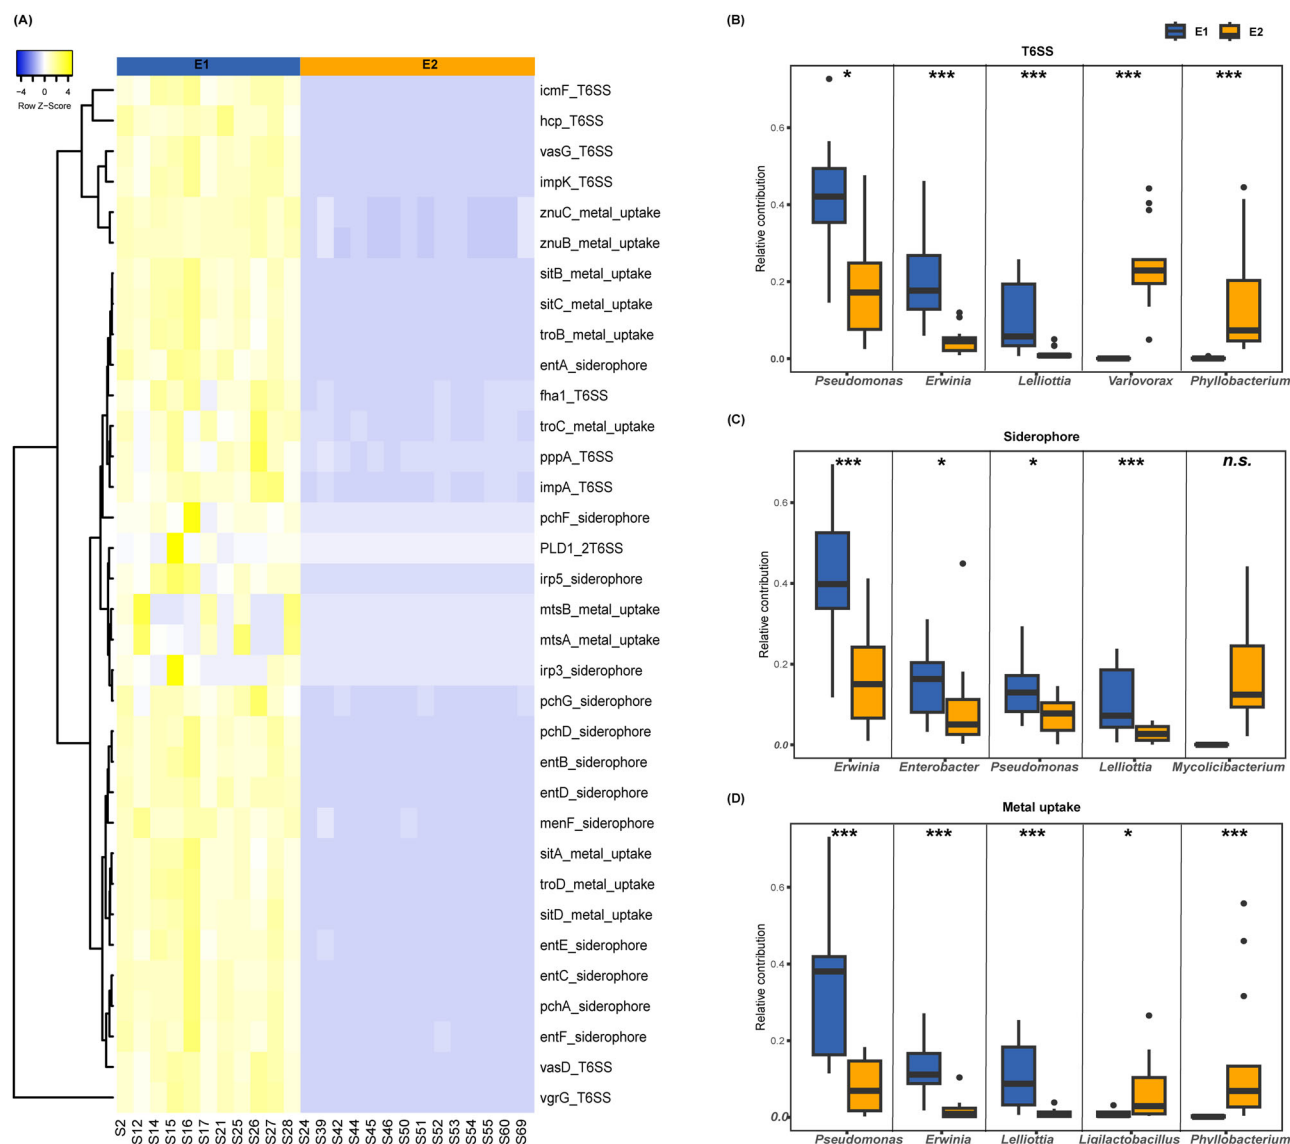 (A)
−4 0 4
Row Z−Score
E1 E2
icmF_T6SS
hcp_T6SS
vasG_T6SS
impK_T6SS
znuC_metal_uptake
znuB_metal_uptake
sitB_metal_uptake
sitC_metal_uptake
troB_metal_uptake
entA_siderophore
fha1_T6SS
troC_metal_uptake
pppA_T6SS
impA_T6SS
pchF_siderophore
PLD1_2T6SS
irp5_siderophore
mtsB_metal_uptake
mtsA_metal_uptake
irp3_siderophore
pchG_siderophore
pchD_siderophore
entB_siderophore
entD_siderophore
menF_siderophore
sitA_metal_uptake
troD_metal_uptake
sitD_metal_uptake
entE_siderophore
entC_siderophore
pchA_siderophore
entF_siderophore
vasD_T6SS
vgrG_T6SS
S2 S12 S14 S15 S16 S17 S21 S25 S26 S27 S28 S24 S39 S42 S44 S45 S46 S50 S51 S52 S53 S54 S55 S60 S69
(B)
E1 E2
T6SS
* *** *** *** ***
Relative contribution
0.6
0.4
0.2
0.0
Pseudomonas Erwinia Lelliottia Variovorax Phyllobacterium
(C)
Siderophore
*** * * *** n.s.
Relative contribution
0.6
0.4
0.2
0.0
Erwinia Enterobacter Pseudomonas Lelliottia Mycolicibacterium
(D)
Metal uptake
*** *** *** * ***
Relative contribution
0.6
0.4
0.2
0.0
Pseudomonas Erwinia Lelliottia Ligilactobacillus Phyllobacterium